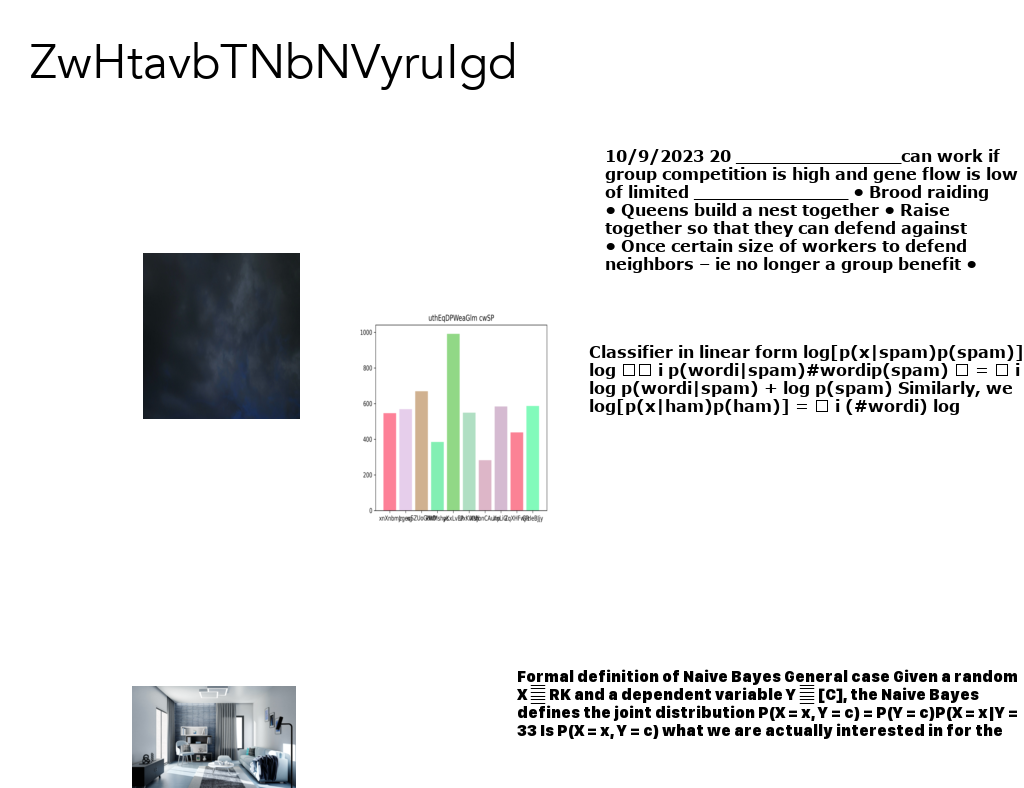 ZwHtavbTNbNVyruIgd
10/9/2023 20 __________________can work if
group competition is high and gene flow is low
of limited _________________ • Brood raiding
• Queens build a nest together • Raise
together so that they can defend against
• Once certain size of workers to defend
neighbors – ie no longer a group benefit •
uthEqDPWeaGlm cwSP
1000
800
600
400
200
0
Classifier in linear form log[p(x|spam)p(spam)]
log □□ i p(wordi|spam)#wordip(spam) □ = □ i
log p(wordi|spam) + log p(spam) Similarly, we
log[p(x|ham)p(ham)] = □ i (#wordi) log
Formal definition of Naive Bayes General case Given a random
X RK and a dependent variable Y [C], the Naive Bayes
defines the joint distribution P(X = x, Y = c) = P(Y = c)P(X = x|Y =
33 Is P(X = x, Y = c) what we are actually interested in for the